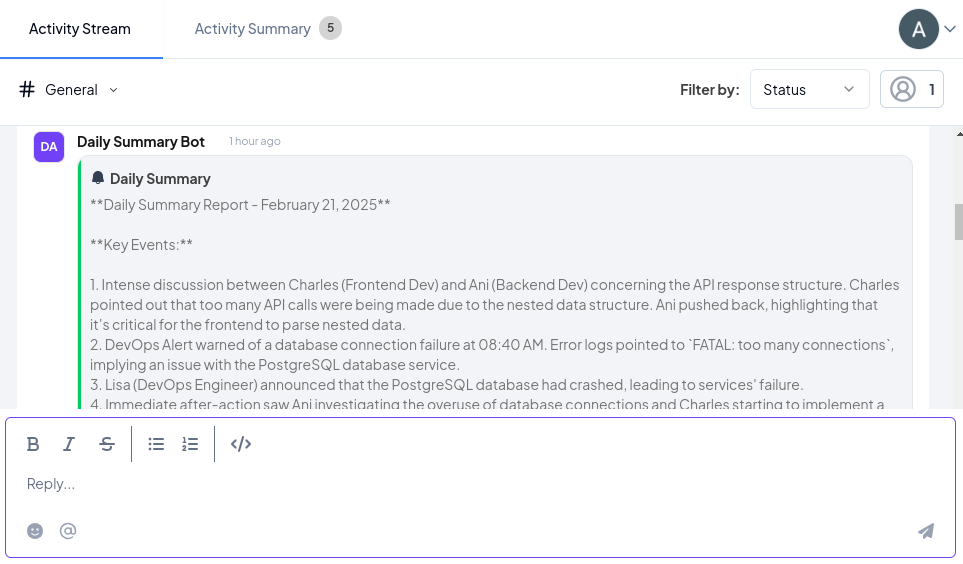 Activity Stream
Activity Summary 5
A
# General
Filter by: Status 1
DA Daily Summary Bot 1 hour ago
Daily Summary
**Daily Summary Report - February 21, 2025**
**Key Events:**
1. Intense discussion between Charles (Frontend Dev) and Ani (Backend Dev) concerning the API response structure. Charles
pointed out that too many API calls were being made due to the nested data structure. Ani pushed back, highlighting that
it's critical for the frontend to parse nested data.
2. DevOps Alert warned of a database connection failure at 08:40 AM. Error logs pointed to `FATAL: too many connections`,
implying an issue with the PostgreSQL database service.
3. Lisa (DevOps Engineer) announced that the PostgreSQL database had crashed, leading to services' failure.
4. Immediate after-action saw Ani investigating the overuse of database connections and Charles starting to implement a
B I S </>
Reply...
@